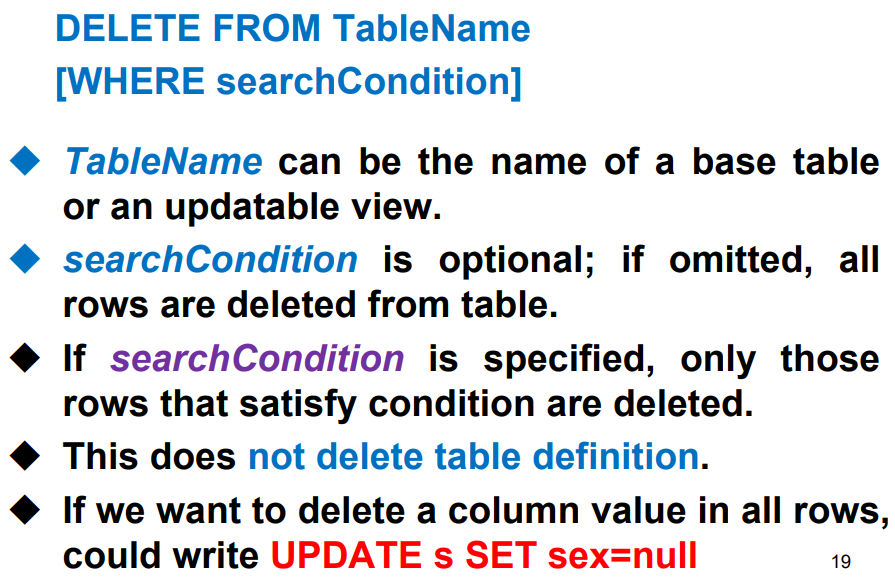 DELETE FROM TableName
[WHERE searchCondition]
◆ TableName can be the name of a base table
or an updatable view.
◆ searchCondition is optional; if omitted, all
rows are deleted from table.
◆ If searchCondition is specified, only those
rows that satisfy condition are deleted.
◆ This does not delete table definition.
◆ If we want to delete a column value in all rows,
could write UPDATE s SET sex=null
19